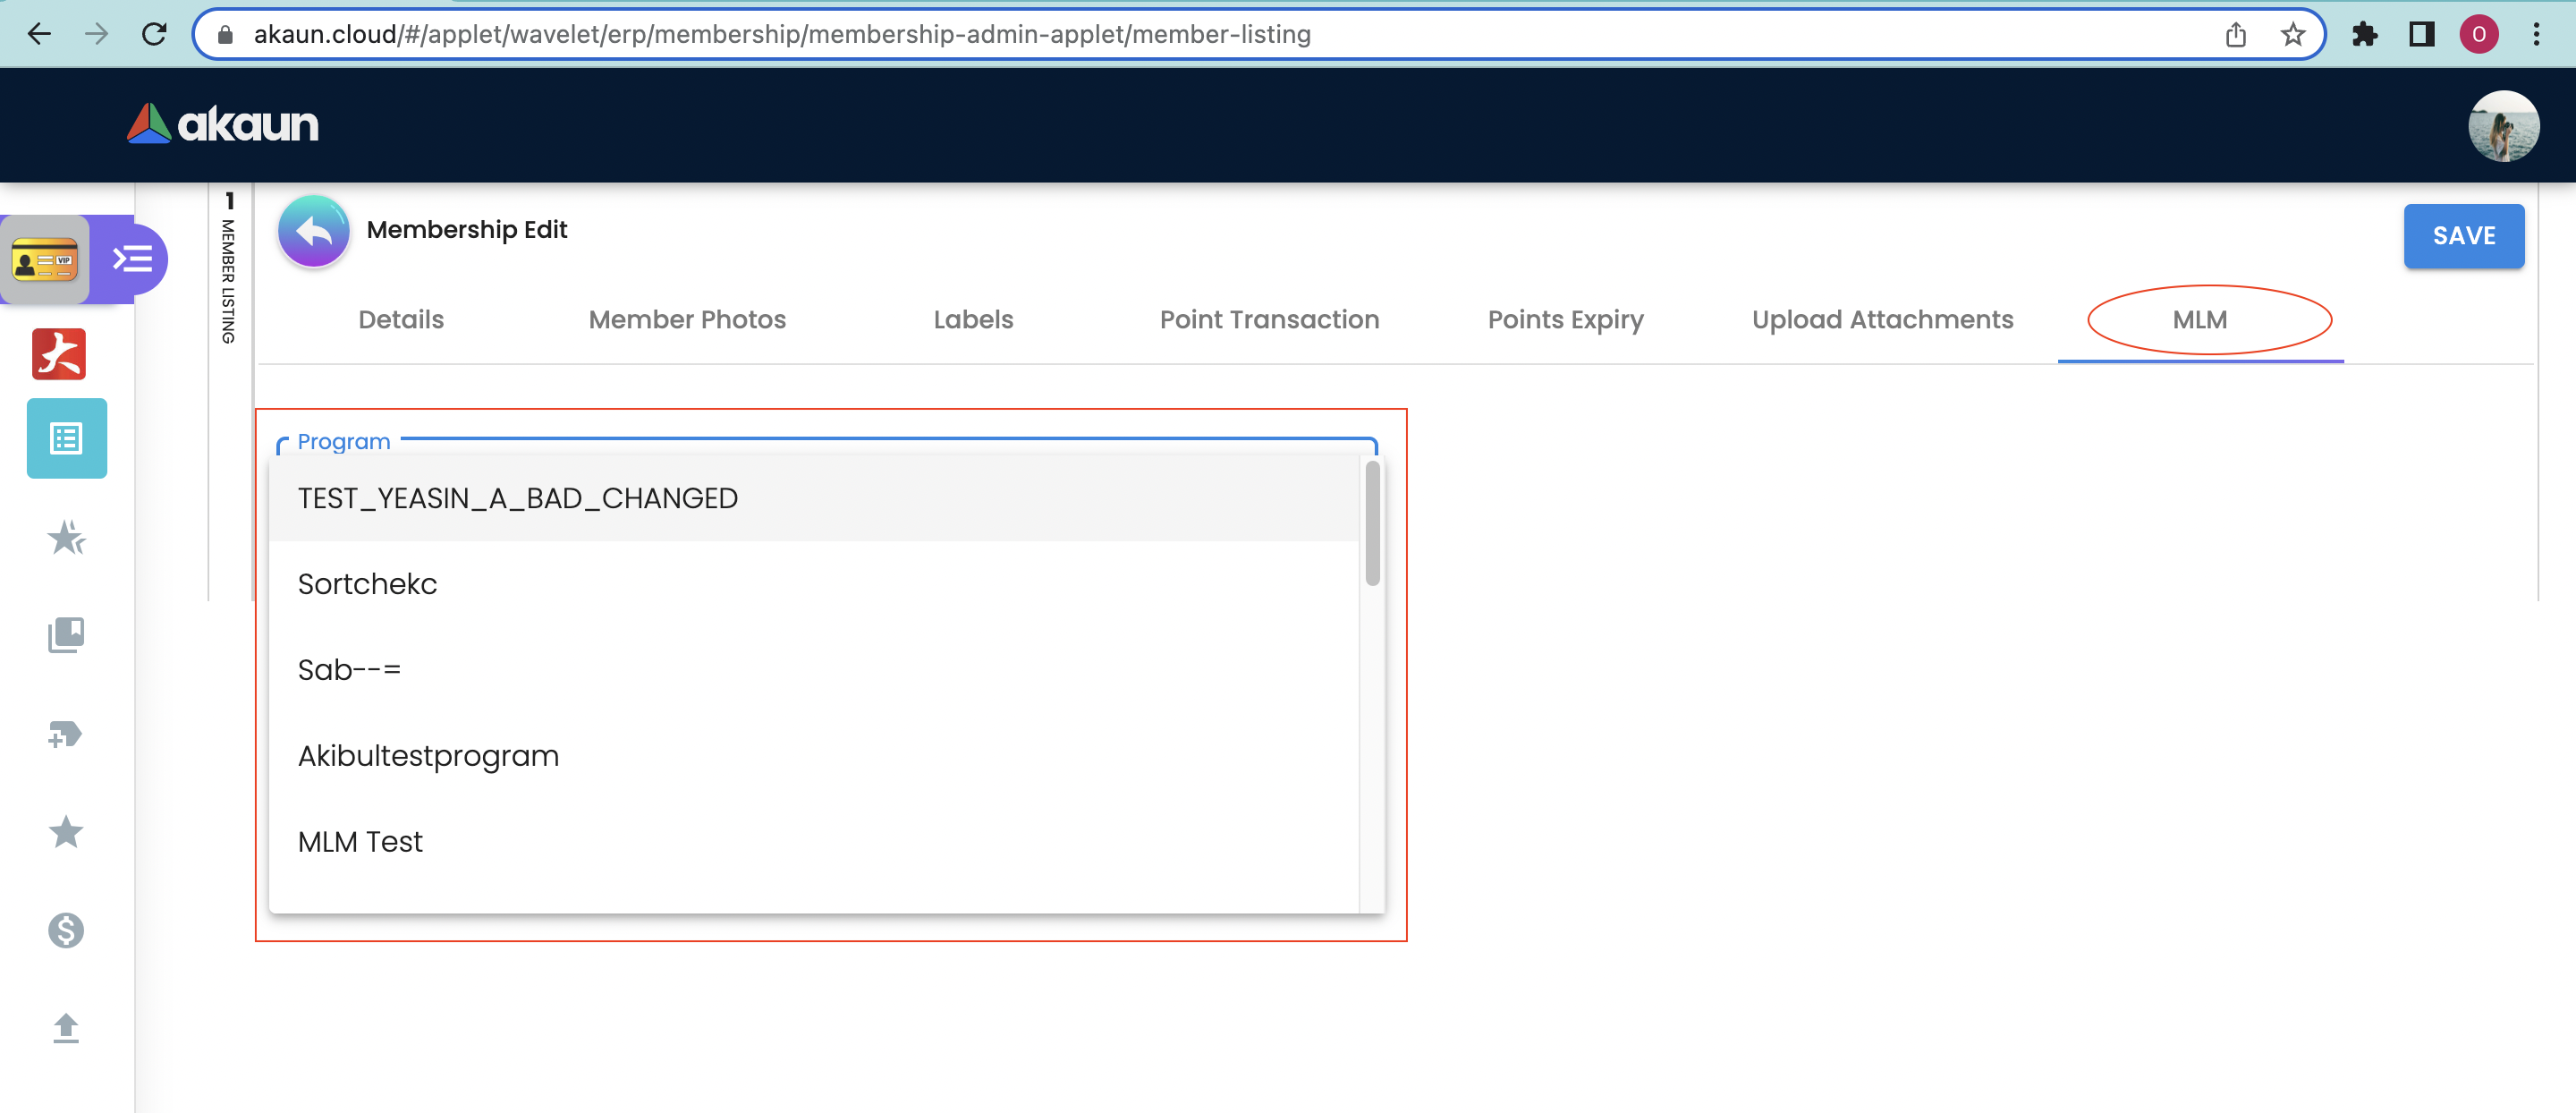 akaun.cloud/#/applet/wavelet/erp/membership/membership-admin-applet/member-listing
O
akaun
1
MEMBER LISTING
VIP
Membership Edit
SAVE
Details
Member Photos
Labels
Point Transaction
Points Expiry
Upload Attachments
MLM
Program
TEST_YEASIN_A_BAD_CHANGED
Sortchekc
Sab--=
Akibultestprogram
MLM Test